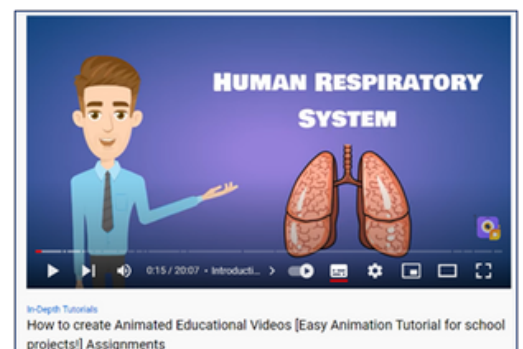 HUMAN RESPIRATORY
SYSTEM
0:15 / 20:07 • Introducti... >
In-Depth Tutorials
How to create Animated Educational Videos [Easy Animation Tutorial for school
projects!] Assignments